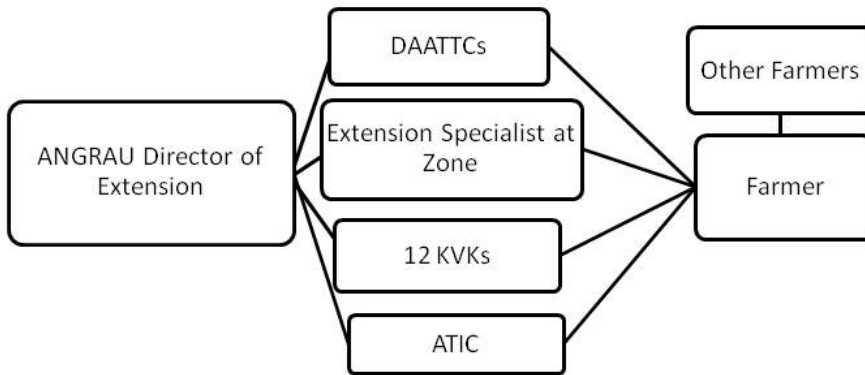 DAATTCs
Other Farmers
ANGRAU Director of
Extension
Extension Specialist at
Zone
Farmer
12 KVKs
ATIC